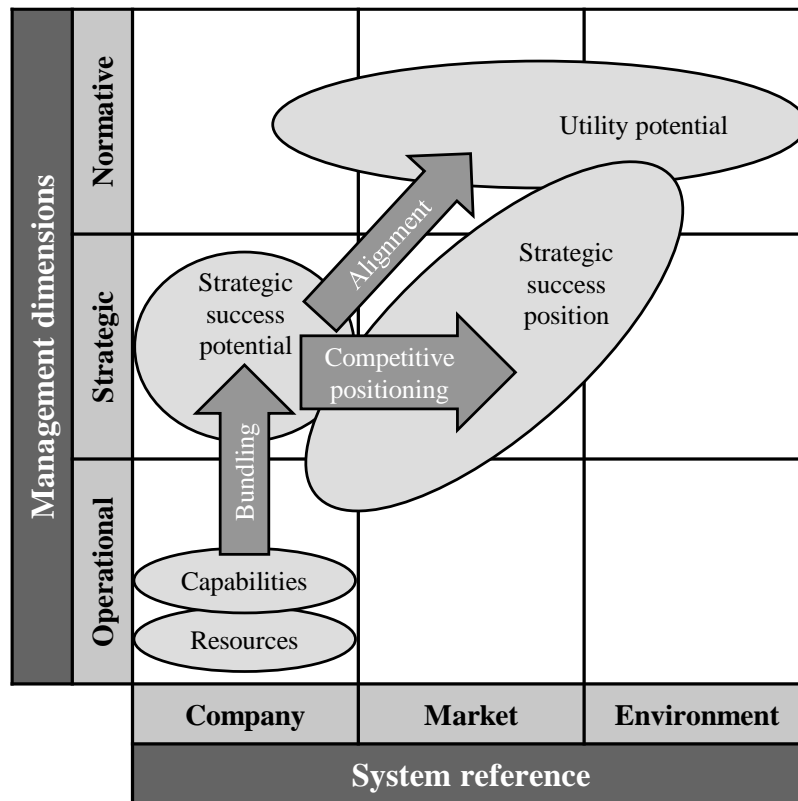 Management dimensions
Normative
Strategic
Operational
Utility potential
Alignment
Strategic
success
potential
Strategic
success
position
Competitive
positioning
Bundling
Capabilities
Resources
Company
Market
Environment
System reference